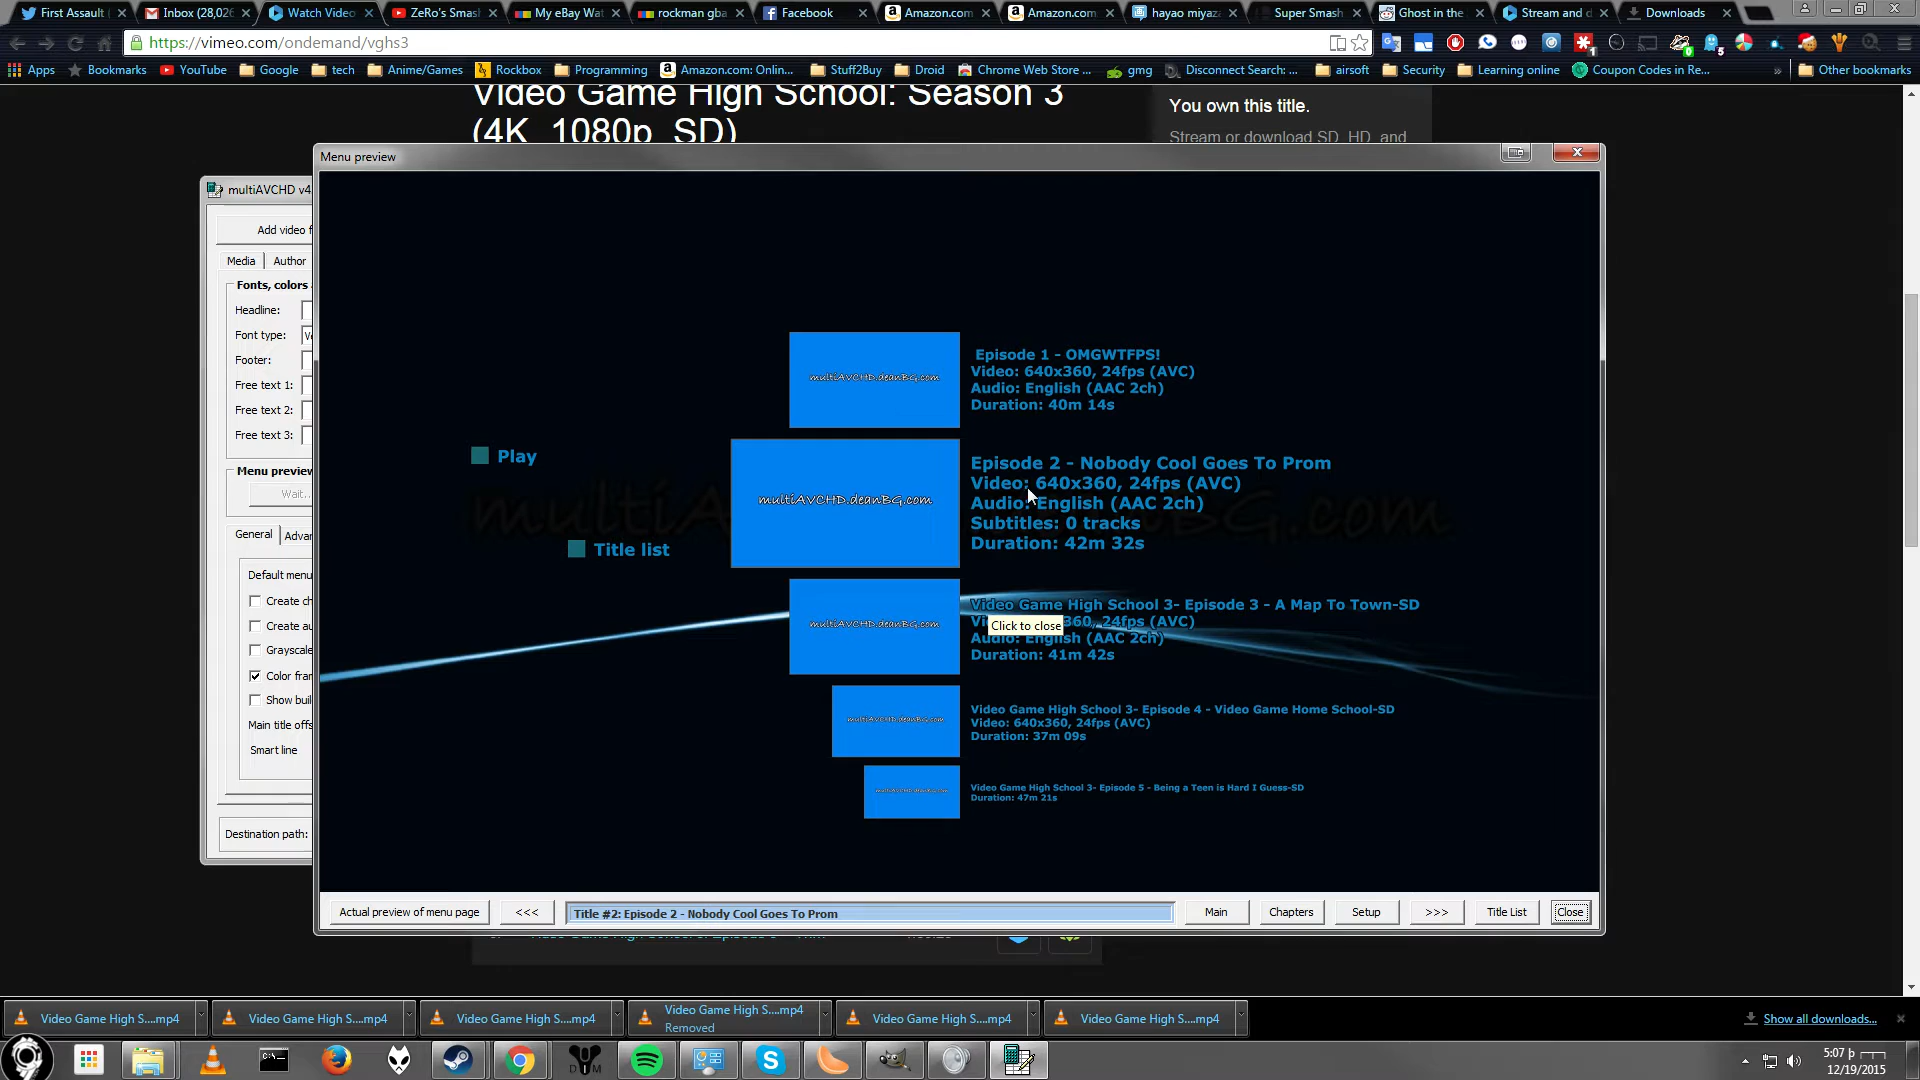 First Assault (
Inbox (28,026
Watch Video
ZeRo's Smas
My eBay Wat
rockman gba
Facebook
Amazon.com
Amazon.com:
hayao miyaz
Super Smash
Ghost in the
Stream and d
Downloads
https://vimeo.com/ondemand/vghs3
Apps
Bookmarks
YouTube
Google
tech
Anime/Games
Rockbox
Programming
Amazon.com: Onlin...
Stuff2Buy
Droid
Chrome Web Store ...
gmg
Disconnect Search: ...
airsoft
Security
Learning online
Coupon Codes in Re...
»
Other bookmarks
Video Game High School: Season 3
(4K, 1080p, SD)
You own this title.
Stream or download SD, HD, and
multiAVCHD v4
Add video f
Media
Author
Fonts, colors
Headline:
Font type:
Footer:
Free text 1:
Free text 2:
Free text 3:
Menu preview
Wait..
General
Advan
Default menu
Create ch
Create au
Grayscale
Color fran
Show buil
Main title offs
Smart line
Destination path:
Menu preview
Play
Title list
multiAVCHD.deanBG.com
Episode 1 - OMGWTFPS!
Video: 640x360, 24fps (AVC)
Audio: English (AAC 2ch)
Duration: 40m 14s
multiAVCHD.deanBG.com
Episode 2 - Nobody Cool Goes To Prom
Video: 640x360, 24fps (AVC)
Audio: English (AAC 2ch)
Subtitles: 0 tracks
Duration: 42m 32s
multiAVCHD.deanBG.com
Video Game High School 3- Episode 3 - A Map To Town-SD
Vi 360, 24fps (AVC)
Click to close
Audio: English (AAC 2ch)
Duration: 41m 42s
multiAVCHD.deanBG.com
Video Game High School 3- Episode 4 - Video Game Home School-SD
Video: 640x360, 24fps (AVC)
Duration: 37m 09s
multiAVCHD.deanBG.com
Video Game High School 3- Episode 5 - Being a Teen is Hard I Guess-SD
Duration: 47m 21s
Actual preview of menu page
<<<
Title #2: Episode 2 - Nobody Cool Goes To Prom
Main
Chapters
Setup
>>>
Title List
Close
Video Game High S....mp4
Video Game High S....mp4
Video Game High S....mp4
Video Game High S....mp4
Removed
Video Game High S....mp4
Video Game High S....mp4
Show all downloads...
5:07 þ
12/19/2015